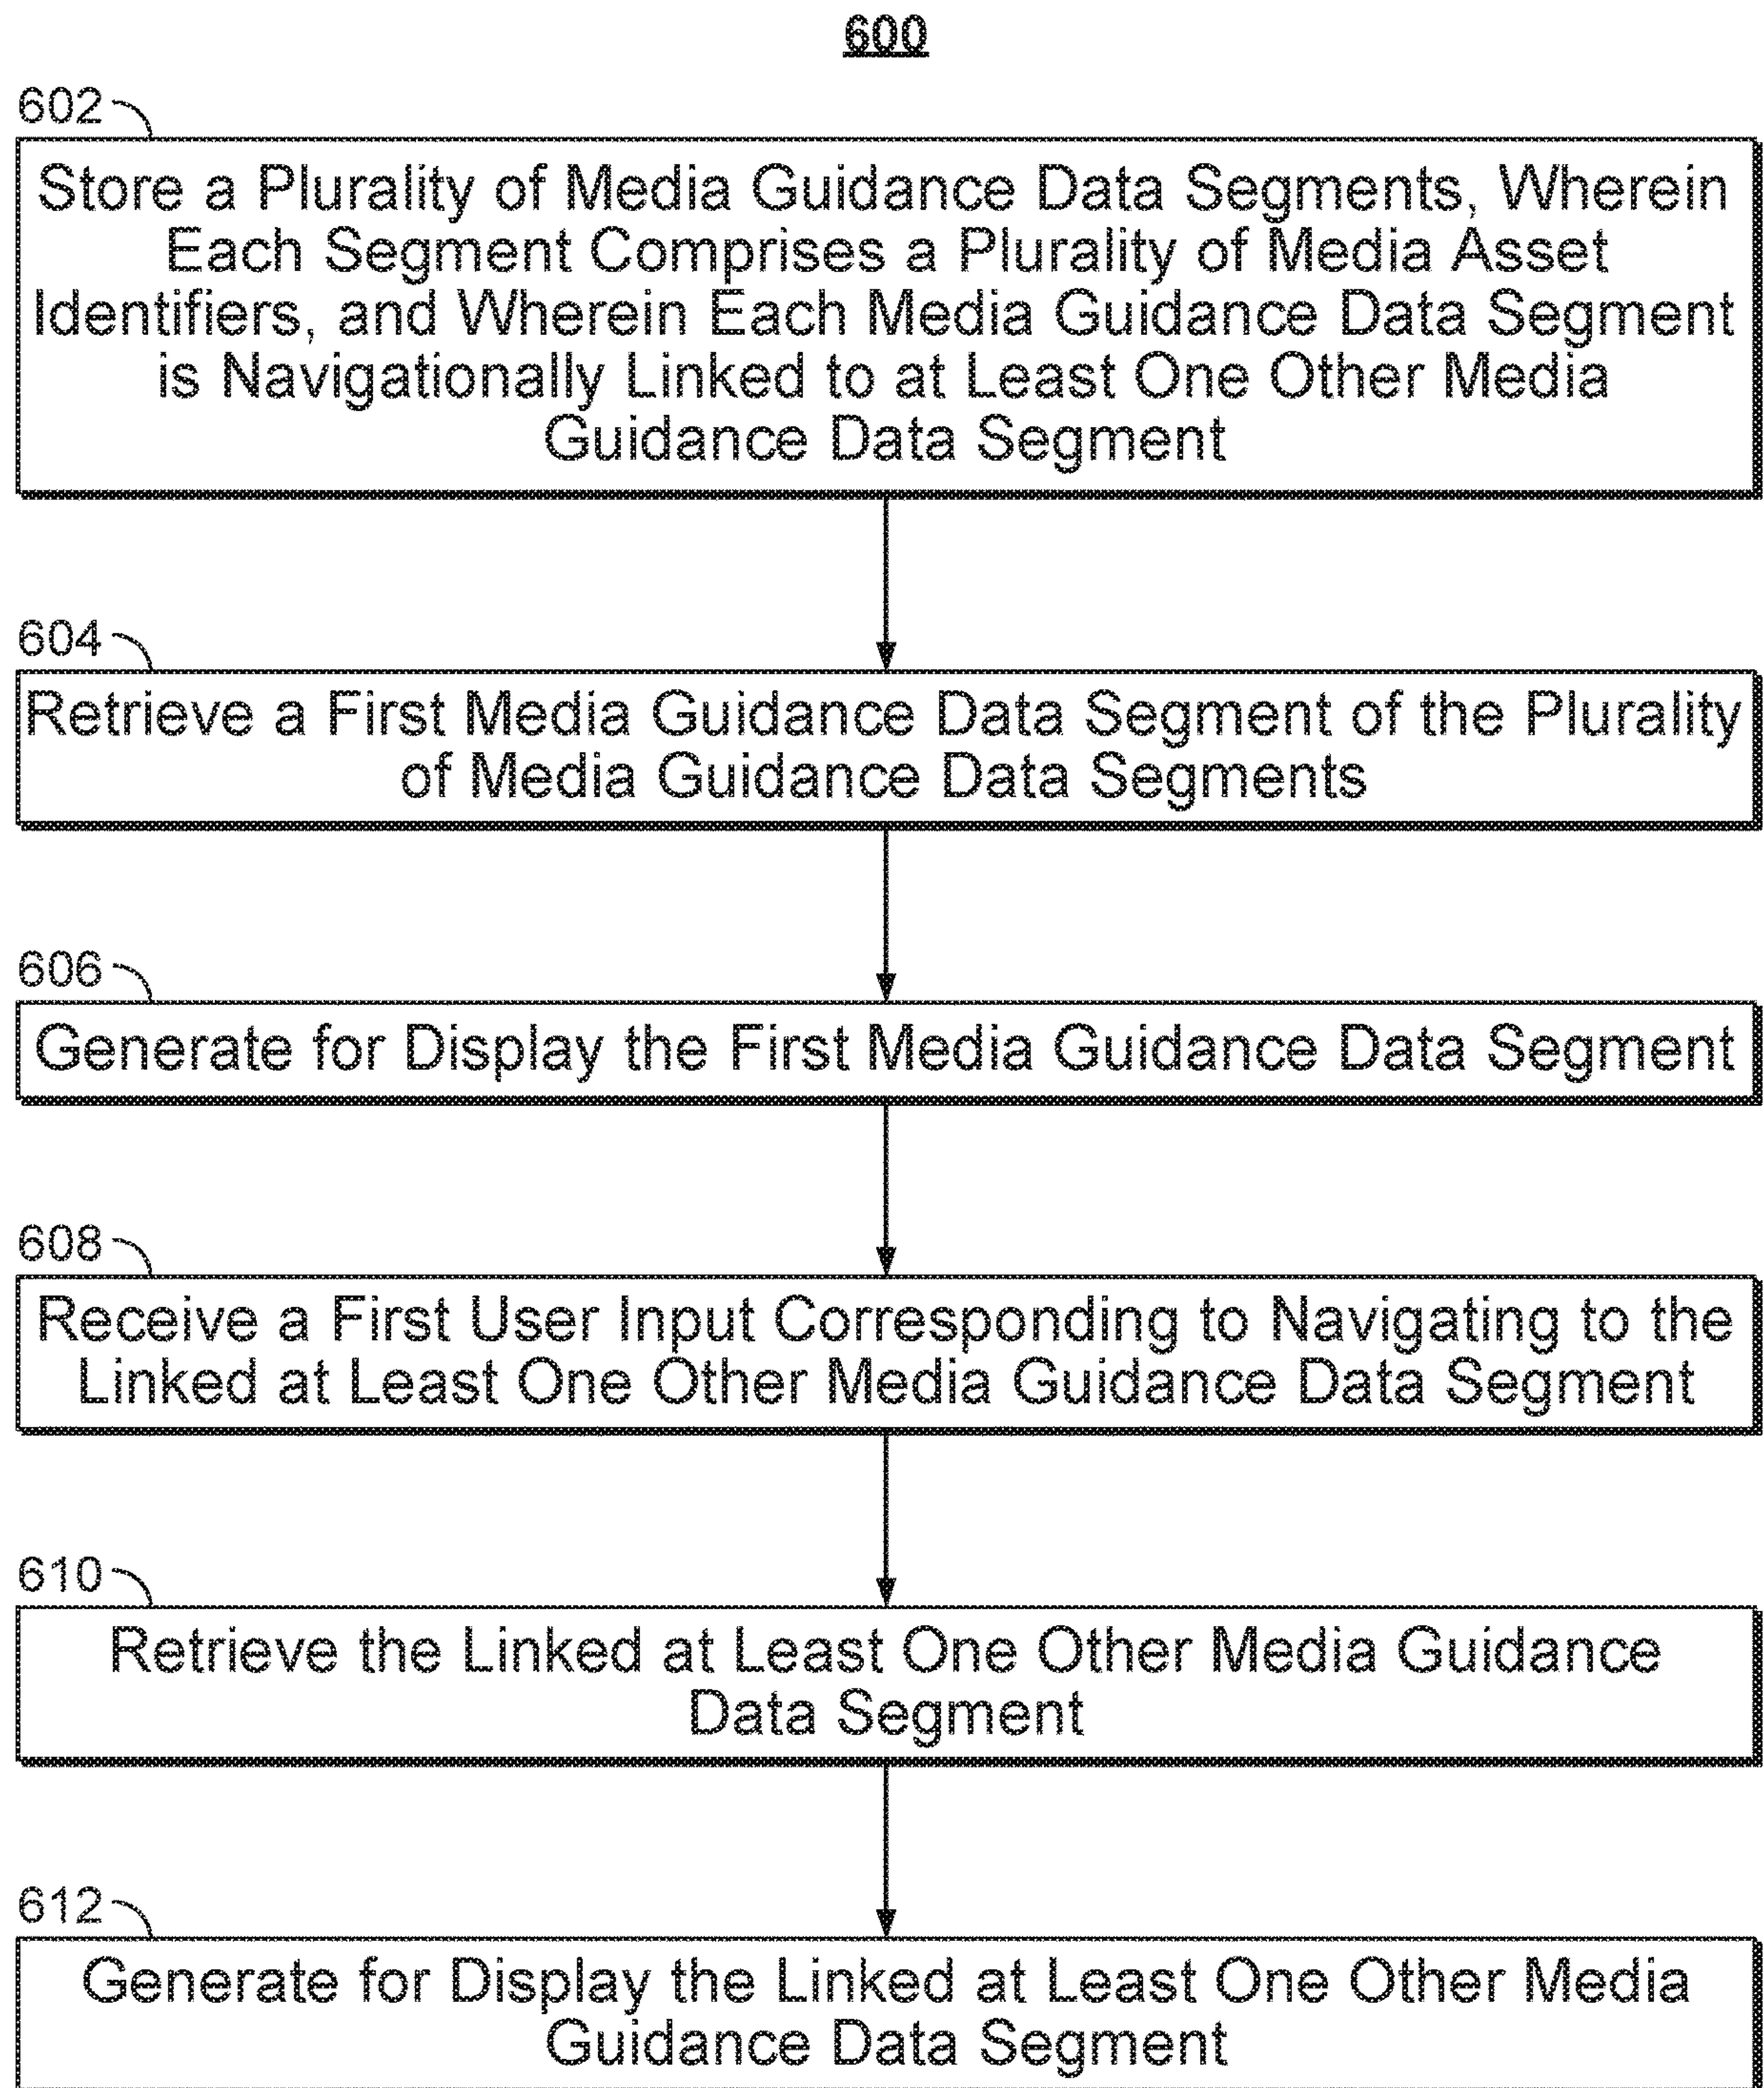 600
602
Store a Plurality of Media Guidance Data Segments, Wherein
Each Segment Comprises a Plurality of Media Asset
Identifiers, and Wherein Each Media Guidance Data Segment
is Navigationally Linked to at Least One Other Media
Guidance Data Segment
604
Retrieve a First Media Guidance Data Segment of the Plurality
of Media Guidance Data Segments
606
Generate for Display the First Media Guidance Data Segment
608
Receive a First User Input Corresponding to Navigating to the
Linked at Least One Other Media Guidance Data Segment
610
Retrieve the Linked at Least One Other Media Guidance
Data Segment
612
Generate for Display the Linked at Least One Other Media
Guidance Data Segment